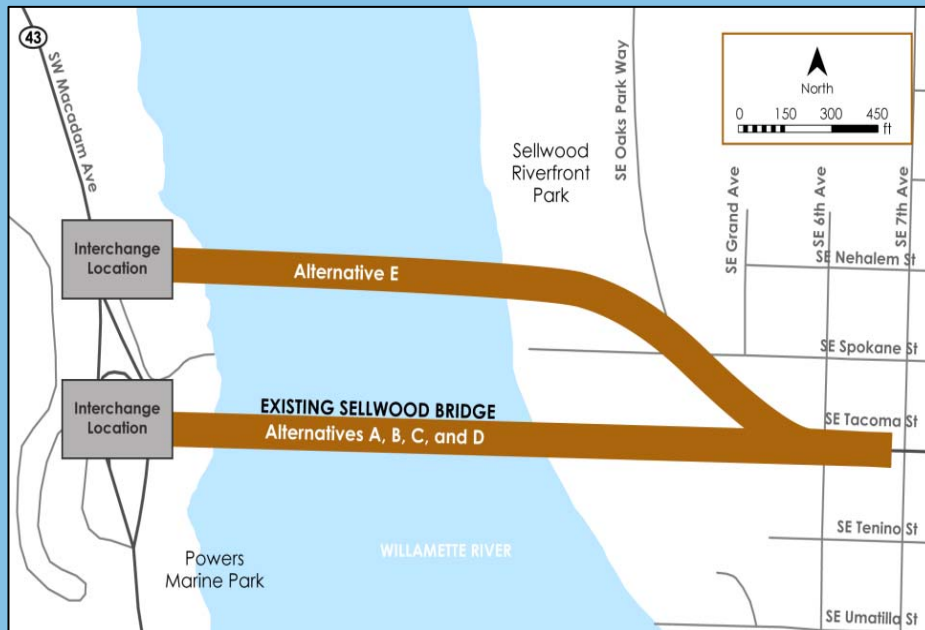 43
SW Macadam Ave
SE Oaks Park Way
North
0 150 300 450
ft
Sellwood
Riverfront
Park
SE Grand Ave
SE 6th Ave
SE 7th Ave
Interchange
Location
Alternative E
SE Nehalem St
SE Spokane St
Interchange
Location
EXISTING SELLWOOD BRIDGE
Alternatives A, B, C, and D
SE Tacoma St
WILLAMETTE RIVER
SE Tenino St
Powers
Marine Park
SE Umatilla St